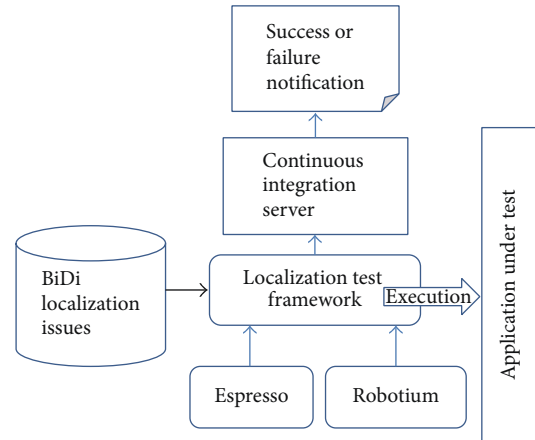 Success or
failure
notification
Continuous
integration
server
BiDi
localization
issues
Localization test
framework
Execution
Application under test
Espresso
Robotium